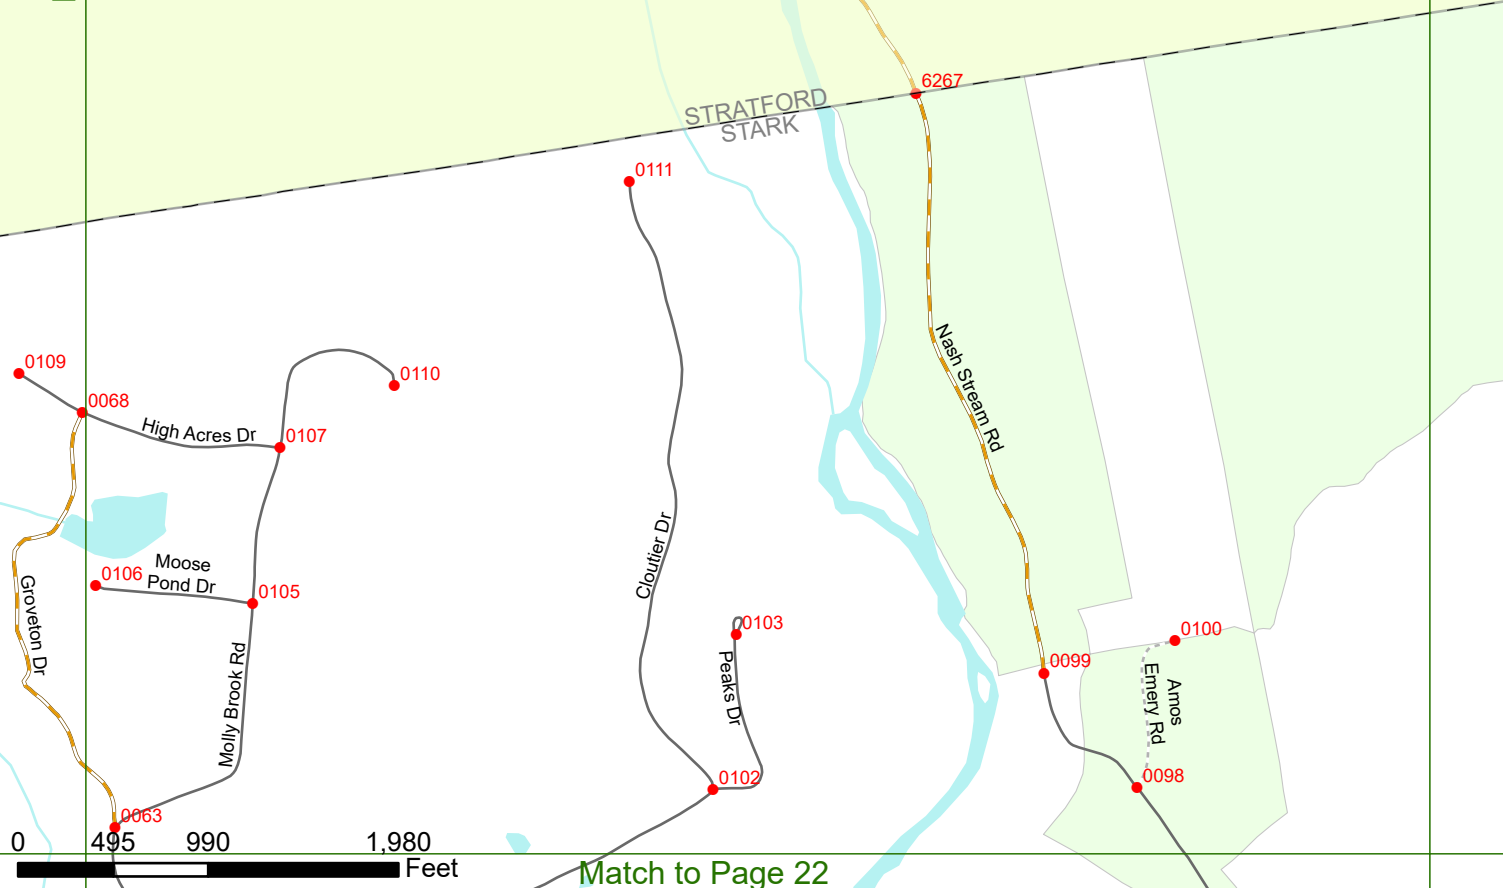 6267
STRATFORD
STARK
0111
0109
0110
0068
High Acres Dr
0107
Nash Stream Rd
Cloutier Dr
Moose
Pond Dr
0106
0105
Groveton Dr
0103
0100
0099
Peaks Dr
Molly Brook Rd
Amos
Emery Rd
0102
0098
0063
0 495 990 1,980
Feet
Match to Page 22